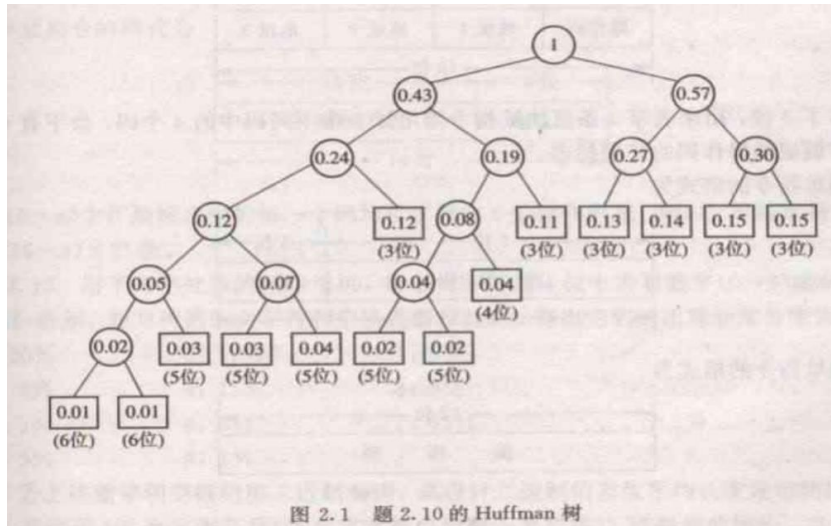 1
0.43 0.57
0.24 0.19 0.27 0.30
0.12 0.12 0.08 0.11 0.13 0.14 0.15 0.15
(3位) (3位) (3位) (3位) (3位) (3位)
0.05 0.07 0.04 0.04
(4位)
0.02 0.03 0.03 0.04 0.02 0.02
(5位) (5位) (5位) (5位) (5位)
0.01 0.01
(6位) (6位)
图 2.1 题 2.10 的 Huffman 树